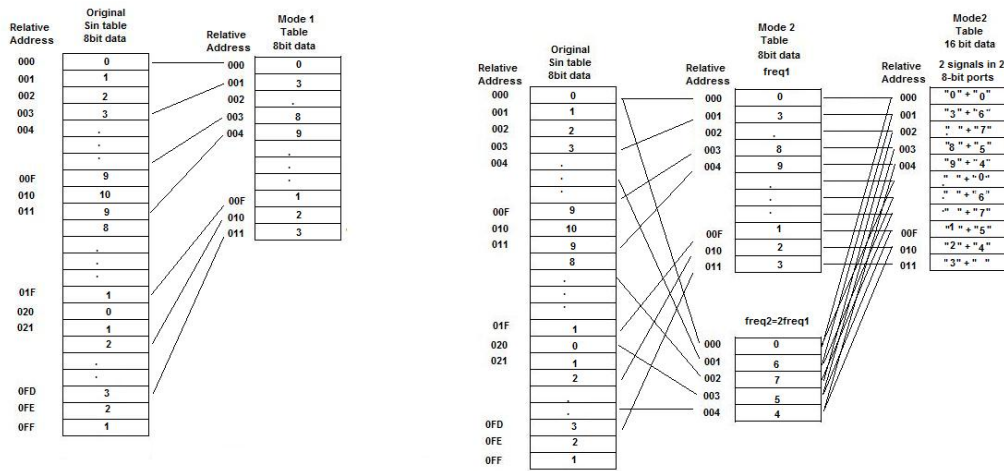 Relative
Address
000
001
002
003
004
00F
010
011
01F
020
021
0FD
0FE
0FF
Original
Sin table
8bit data
0
1
2
3
.
.
.
9
10
9
8
.
.
.
1
0
1
2
.
.
3
2
1
Relative
Address
000
001
002
003
004
00F
010
011
Mode 1
Table
8bit data
0
3
.
8
9
.
.
.
1
2
3
Relative
Address
000
001
002
003
004
00F
010
011
01F
020
021
0FD
0FE
0FF
Original
Sin table
8bit data
0
1
2
3
.
.
.
9
10
9
8
.
.
.
1
0
1
2
.
.
3
2
1
Relative
Address
000
001
002
003
004
00F
010
011
Mode 2
Table
8bit data
freq1
0
3
.
8
9
.
.
.
1
2
3
freq2=2freq1
000
001
002
003
004
0
6
7
5
4
Relative
Address
000
001
002
003
004
00F
010
011
Mode2
Table
16 bit data
2 signals in 2
8-bit ports
"0" + "0"
"3" + "6"
". " + "7"
"8" + "5"
"9" + "4"
". " + "0"
". " + "6"
". " + "7"
"1" + "5"
"2" + "4"
"3" + " "